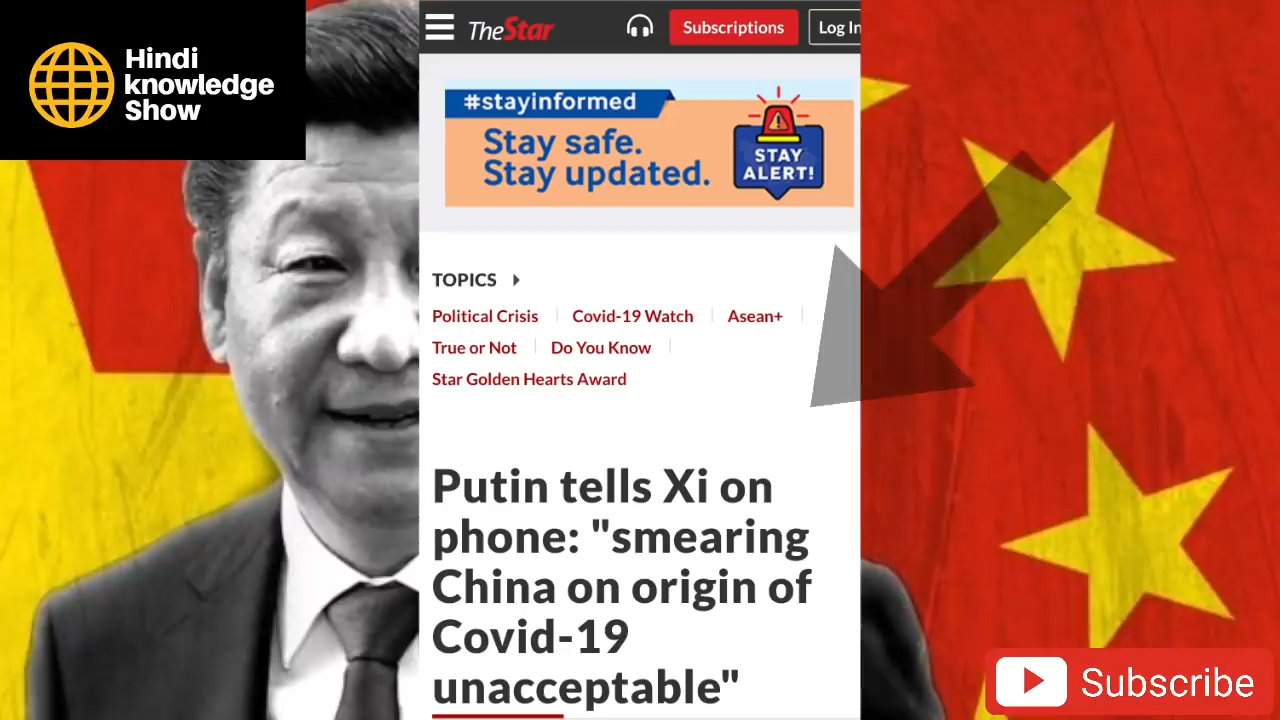 Hindi
knowledge
Show
TheStar
Subscriptions
Log In
#stayinformed
Stay safe.
Stay updated.
STAY
ALERT!
TOPICS
Political Crisis
Covid-19 Watch
Asean+
True or Not
Do You Know
Star Golden Hearts Award
Putin tells Xi on
phone: "smearing
China on origin of
Covid-19
unacceptable"
Subscribe